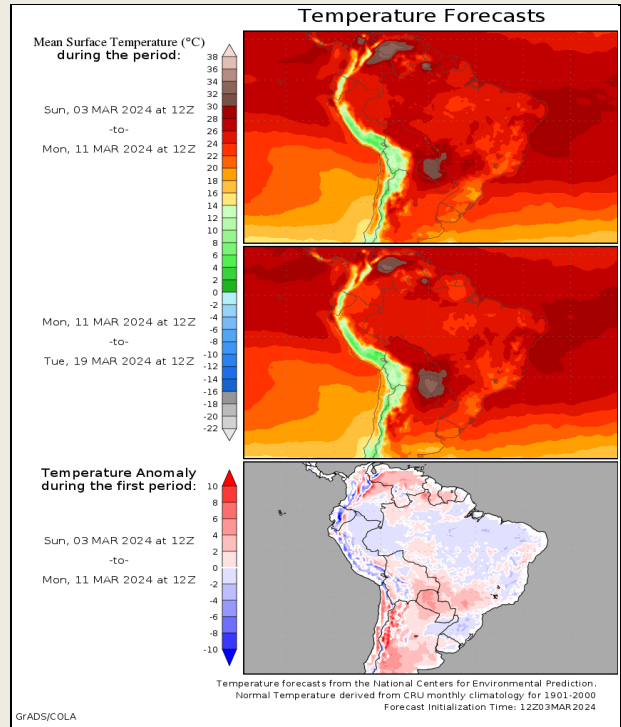 Temperature Forecasts
Mean Surface Temperature (°C)
during the period:
Sun, 03 MAR 2024 at 12Z
-to-
Mon, 11 MAR 2024 at 12Z
38
36
34
32
30
28
26
24
22
20
18
16
14
12
10
8
6
4
2
0
-2
-4
-6
-8
-10
-12
-14
-16
-18
-20
-22
Mon, 11 MAR 2024 at 12Z
-to-
Tue, 19 MAR 2024 at 12Z
Temperature Anomaly
during the first period:
Sun, 03 MAR 2024 at 12Z
-to-
Mon, 11 MAR 2024 at 12Z
10
8
6
4
2
0
-2
-4
-6
-8
-10
Temperature forecasts from the National Centers for Environmental Prediction.
Normal Temperature derived from CRU monthly climatology for 1901-2000
Forecast Initialization Time: 12Z03MAR2024
GrADS/COLA